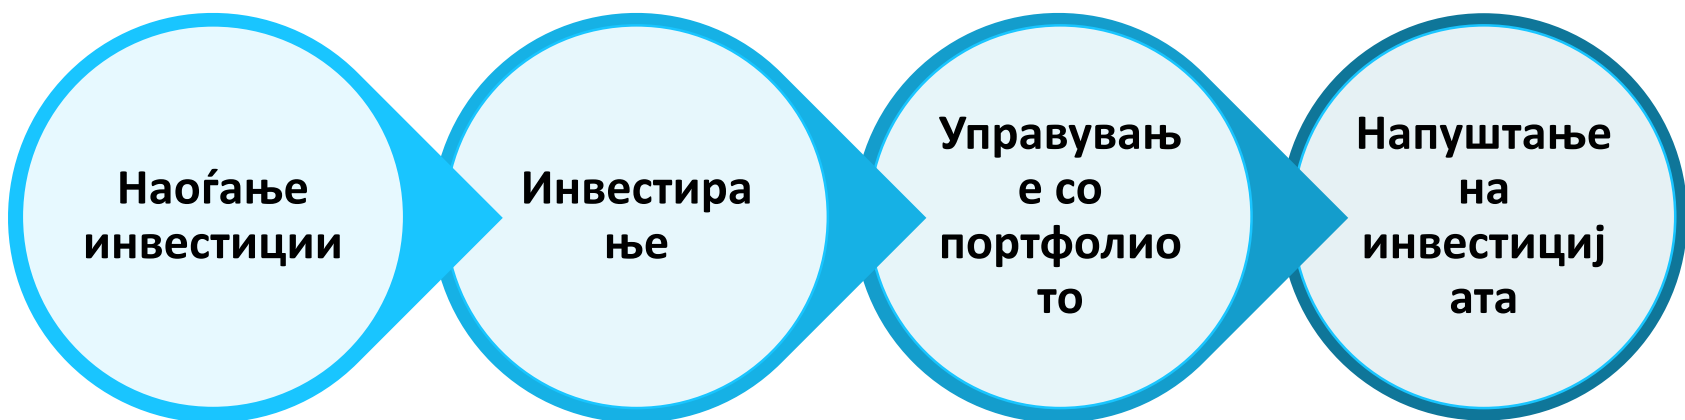 Наоѓање
инвестиции
Инвестира
ње
Управувањ
е со
портфолио
то
Напуштање
на
инвестициј
ата